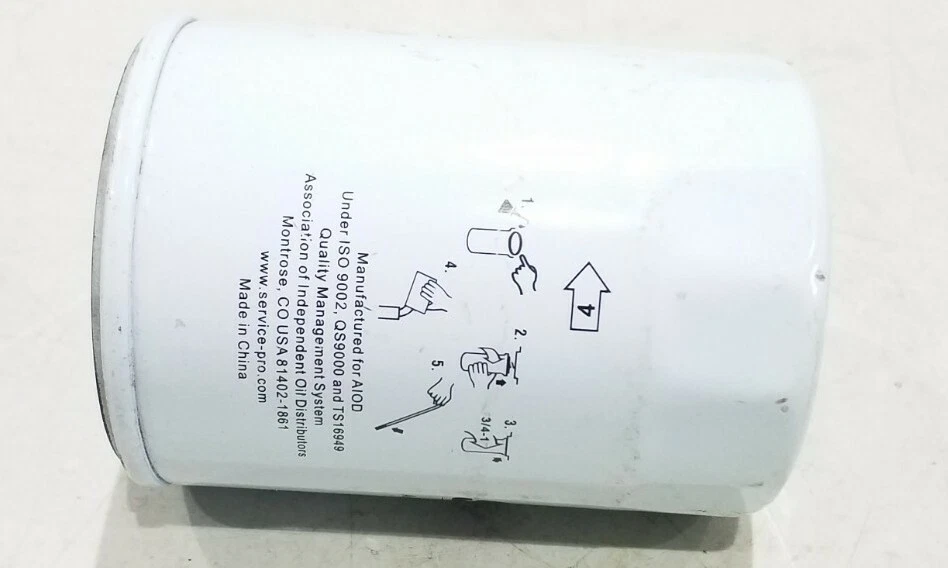 4
1.
2.
3.
3/4-1
4.
5.
Manufactured for AIOD
Under ISO 9002, QS9000 and TS16949
Quality Management System
Association of Independent Oil Distributors
Montrose, CO USA 81402-1861
www.service-pro.com
Made in China